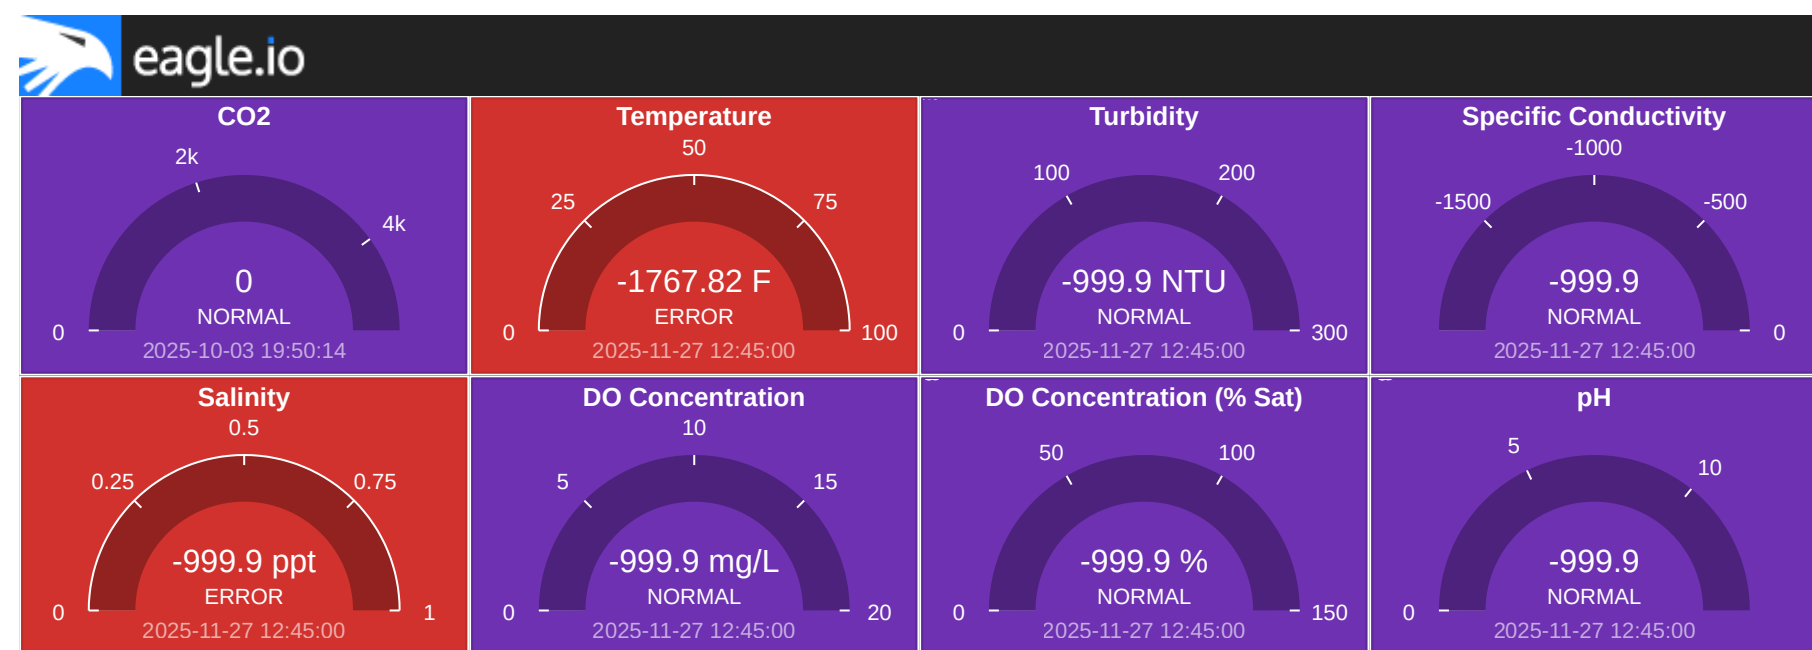 eagle.io
CO2
2k
4k
0
0
NORMAL
2025-10-03 19:50:14
Temperature
50
25
75
-1767.82 F
ERROR
0
100
2025-11-27 12:45:00
Turbidity
100
200
-999.9 NTU
NORMAL
0
300
2025-11-27 12:45:00
Specific Conductivity
-1000
-1500
-500
-999.9
NORMAL
0
2025-11-27 12:45:00
Salinity
0.5
0.25
0.75
-999.9 ppt
ERROR
0
1
2025-11-27 12:45:00
DO Concentration
10
5
15
-999.9 mg/L
NORMAL
0
20
2025-11-27 12:45:00
DO Concentration (% Sat)
50
100
-999.9 %
NORMAL
0
150
2025-11-27 12:45:00
pH
5
10
-999.9
NORMAL
0
2025-11-27 12:45:00